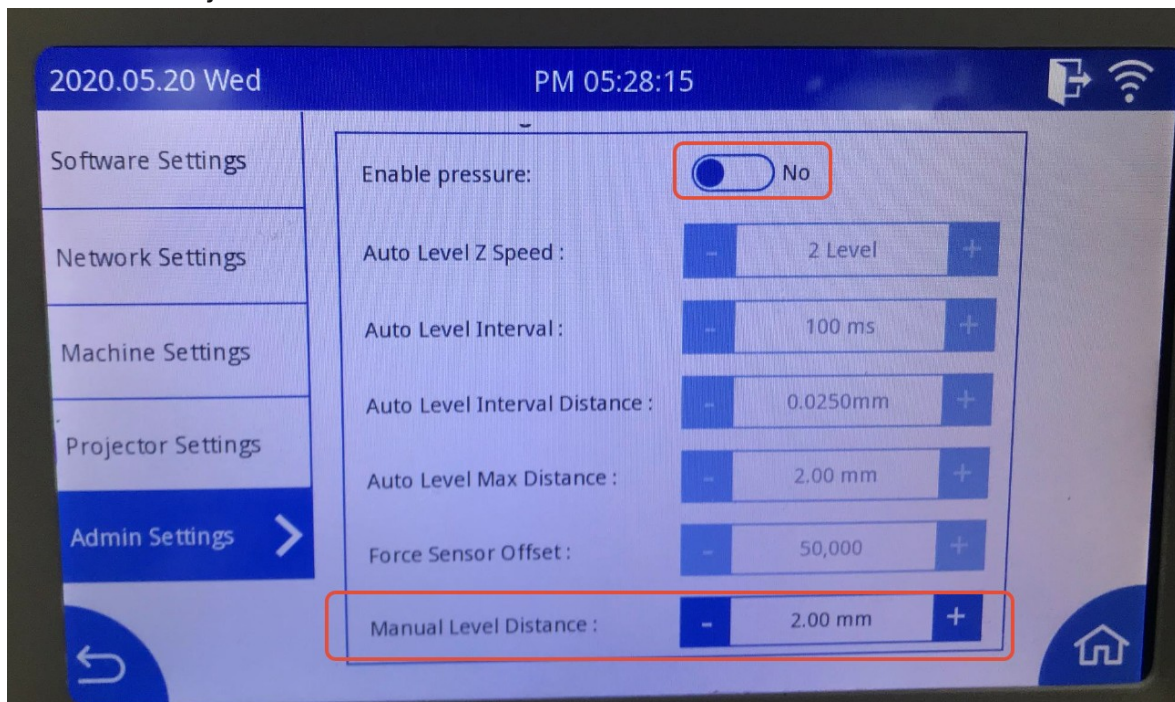 2020.05.20 Wed PM 05:28:15
Software Settings
Network Settings
Machine Settings
Projector Settings
Admin Settings
Enable pressure: No
Auto Level Z Speed : - 2 Level +
Auto Level Interval : - 100 ms +
Auto Level Interval Distance : - 0.0250mm +
Auto Level Max Distance : - 2.00 mm +
Force Sensor Offset : - 50,000 +
Manual Level Distance : - 2.00 mm +